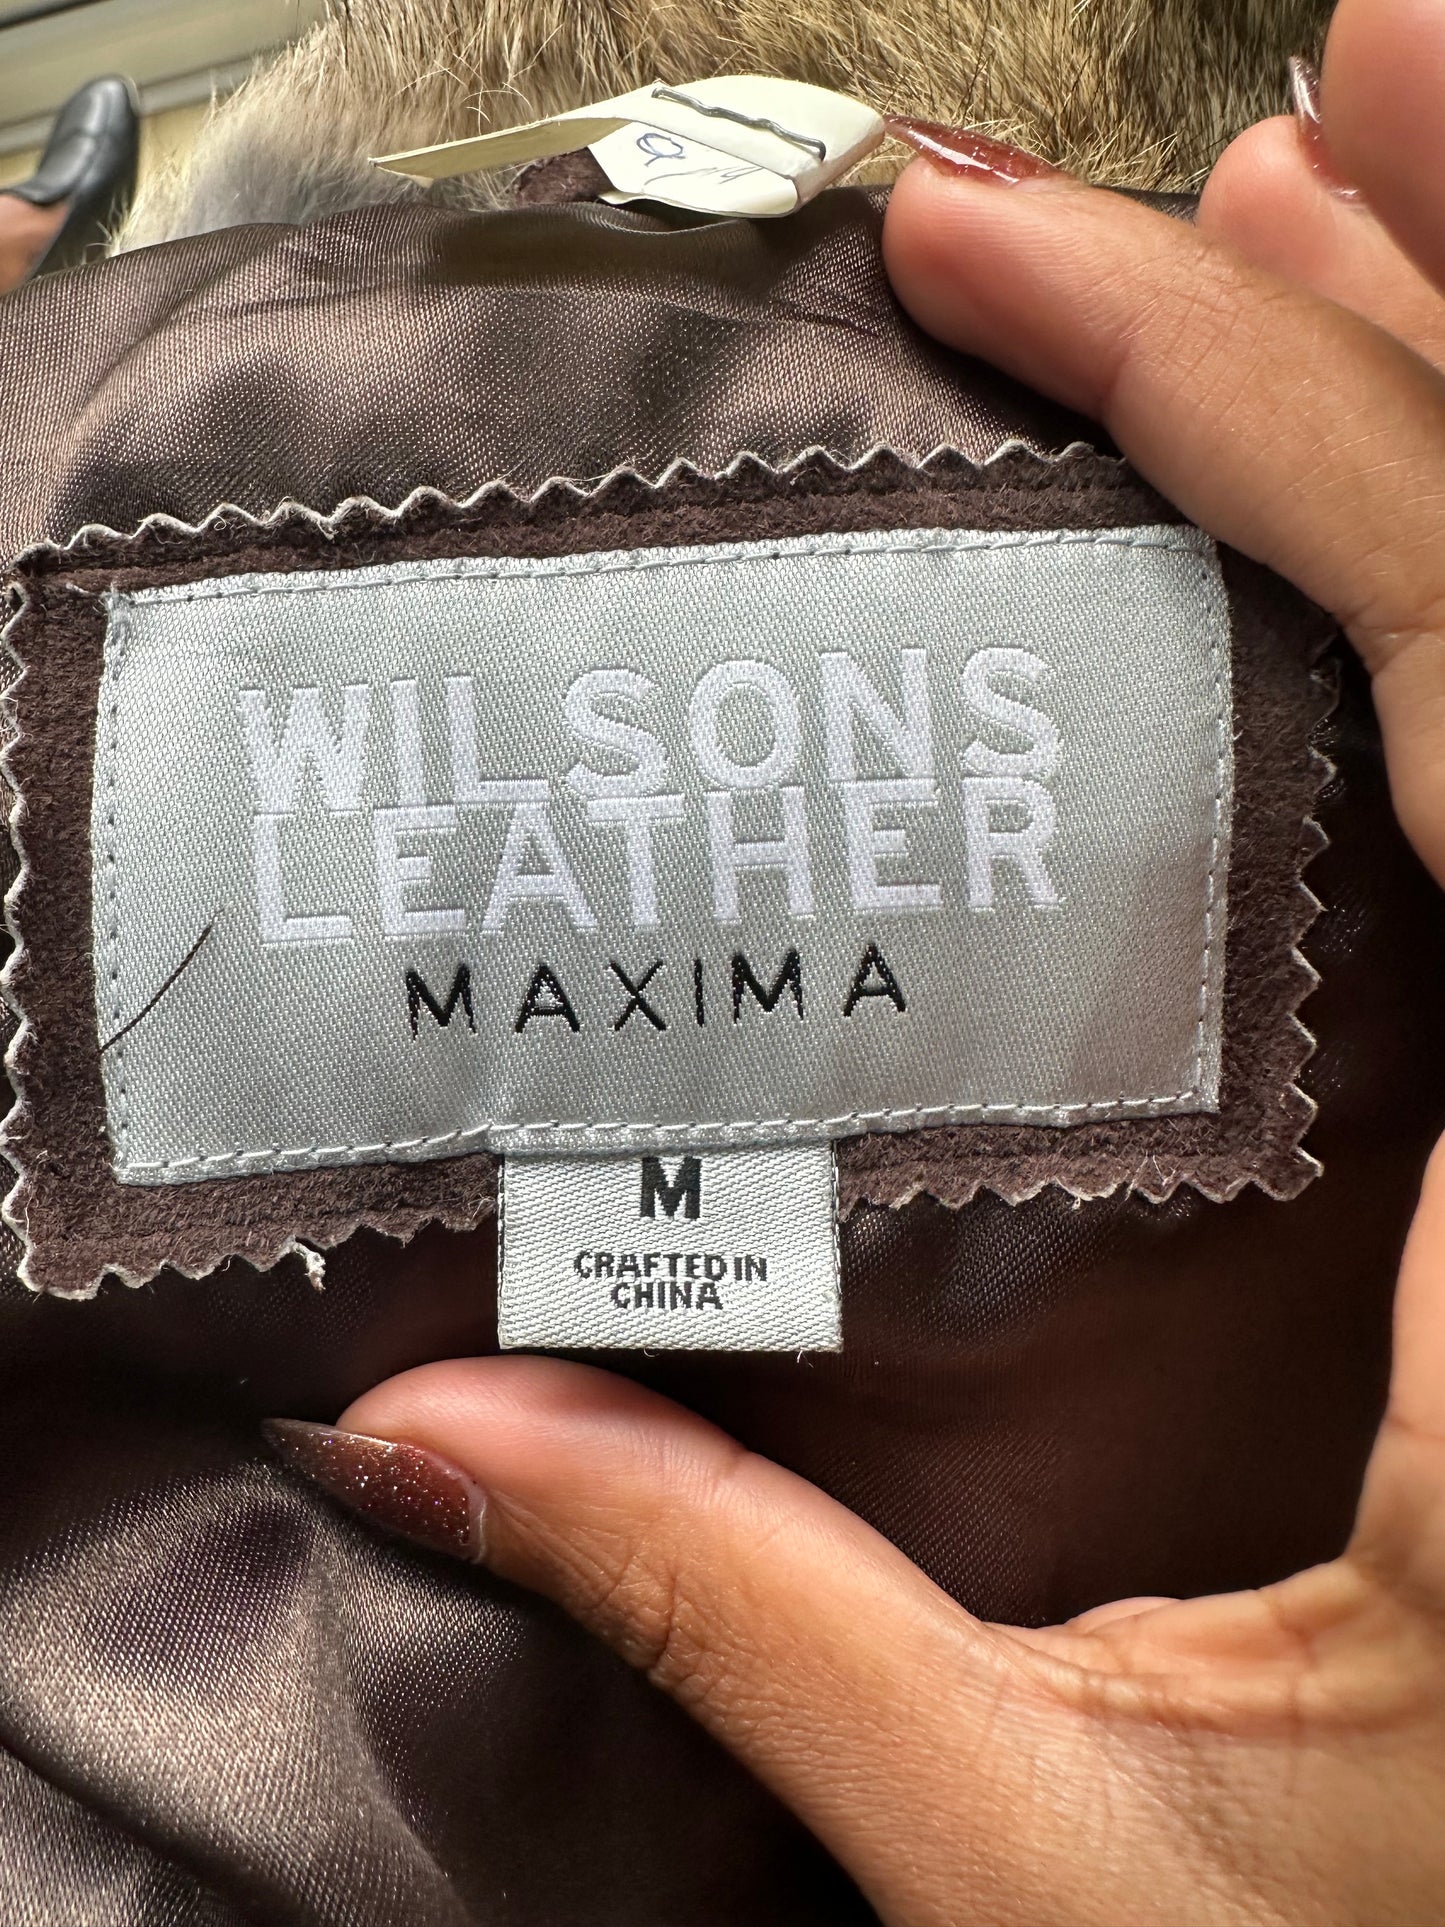 WILSONS
LEATHER
MAXIMA
M
CRAFTED IN
CHINA